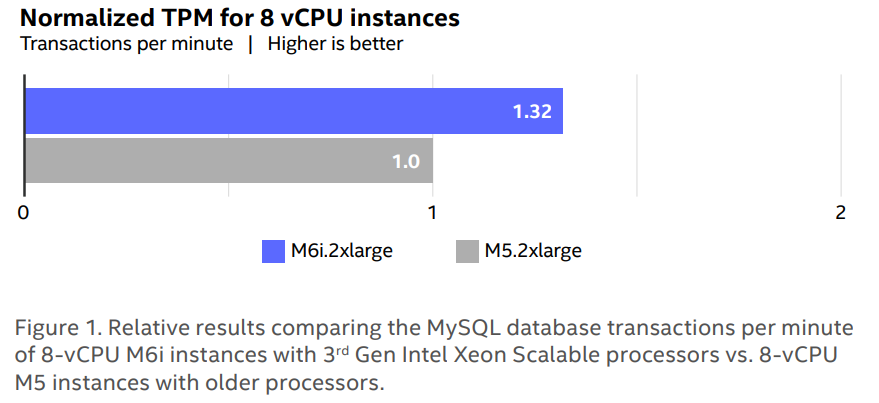 Normalized TPM for 8 vCPU instances
Transactions per minute | Higher is better
1.32
1.0
0 1 2
M6i.2xlarge M5.2xlarge
Figure 1. Relative results comparing the MySQL database transactions per minute
of 8-vCPU M6i instances with 3rd Gen Intel Xeon Scalable processors vs. 8-vCPU
M5 instances with older processors.